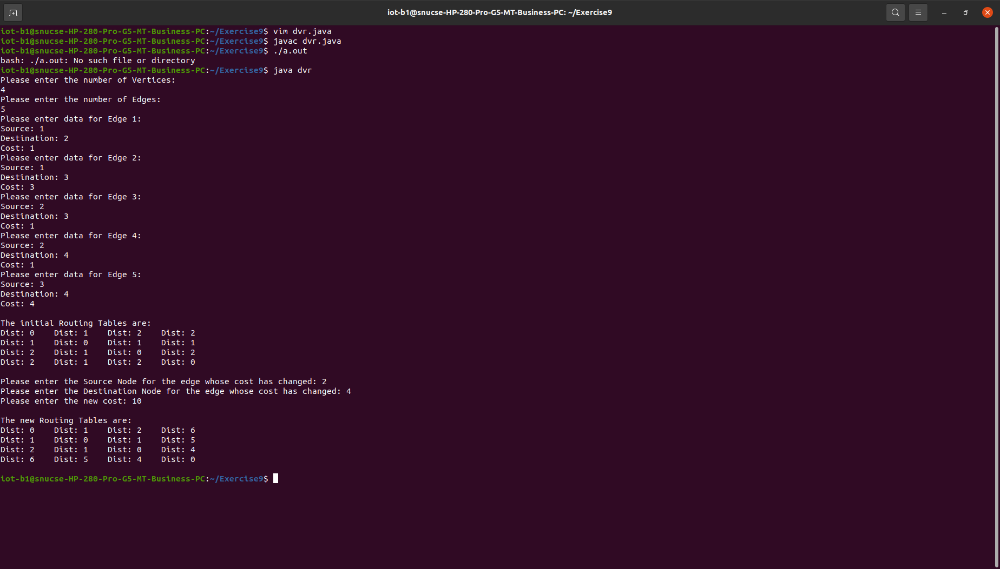 iot-b1@snucse-HP-280-Pro-G5-MT-Business-PC: ~/Exercise9
iot-b1@snucse-HP-280-Pro-G5-MT-Business-PC:~/Exercise9$ vim dvr.java
iot-b1@snucse-HP-280-Pro-G5-MT-Business-PC:~/Exercise9$ javac dvr.java
iot-b1@snucse-HP-280-Pro-G5-MT-Business-PC:~/Exercise9$ ./a.out
bash: ./a.out: No such file or directory
iot-b1@snucse-HP-280-Pro-G5-MT-Business-PC:~/Exercise9$ java dvr
Please enter the number of Vertices:
4
Please enter the number of Edges:
5
Please enter data for Edge 1:
Source: 1
Destination: 2
Cost: 1
Please enter data for Edge 2:
Source: 1
Destination: 3
Cost: 3
Please enter data for Edge 3:
Source: 2
Destination: 3
Cost: 1
Please enter data for Edge 4:
Source: 2
Destination: 4
Cost: 1
Please enter data for Edge 5:
Source: 3
Destination: 4
Cost: 4
The initial Routing Tables are:
Dist: 0    Dist: 1    Dist: 2    Dist: 2
Dist: 1    Dist: 0    Dist: 1    Dist: 1
Dist: 2    Dist: 1    Dist: 0    Dist: 2
Dist: 2    Dist: 1    Dist: 2    Dist: 0
Please enter the Source Node for the edge whose cost has changed: 2
Please enter the Destination Node for the edge whose cost has changed: 4
Please enter the new cost: 10
The new Routing Tables are:
Dist: 0    Dist: 1    Dist: 2    Dist: 6
Dist: 1    Dist: 0    Dist: 1    Dist: 5
Dist: 2    Dist: 1    Dist: 0    Dist: 4
Dist: 6    Dist: 5    Dist: 4    Dist: 0
iot-b1@snucse-HP-280-Pro-G5-MT-Business-PC:~/Exercise9$